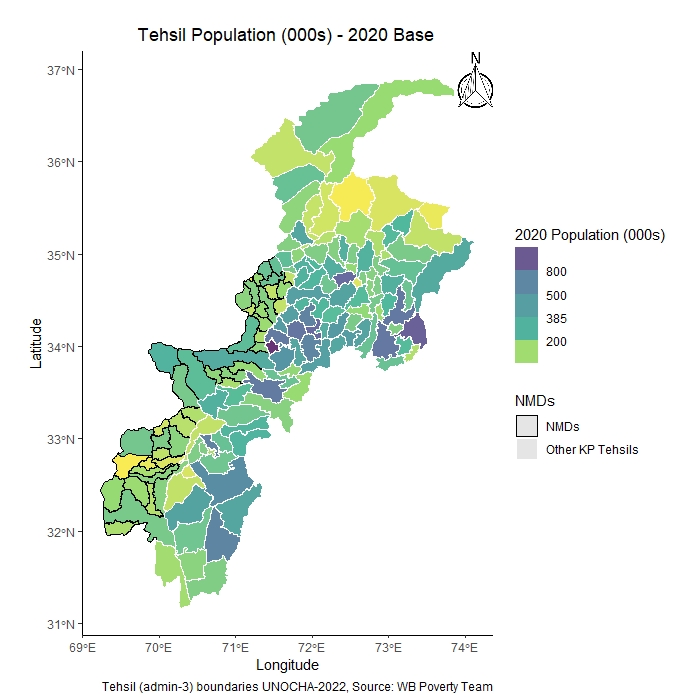 Tehsil Population (000s) - 2020 Base
N
37°N
36°N
35°N
34°N
33°N
32°N
31°N
Latitude
69°E 70°E 71°E 72°E 73°E 74°E
Longitude
2020 Population (000s)
800
500
385
200
NMDs
NMDs
Other KP Tehsils
Tehsil (admin-3) boundaries UNOCHA-2022, Source: WB Poverty Team